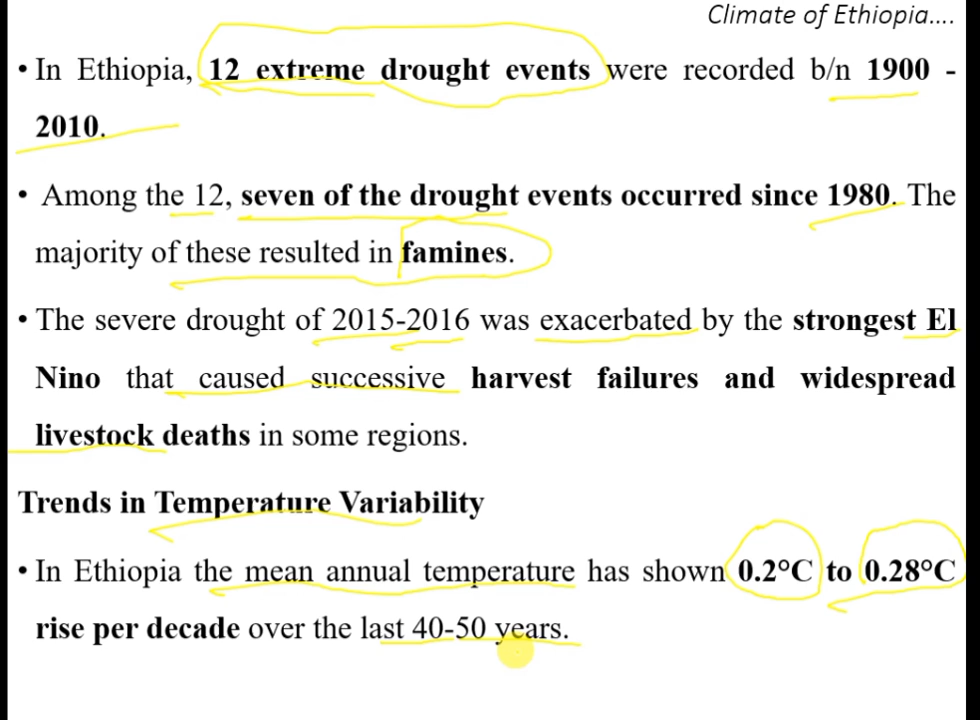 Climate of Ethiopia....
• In Ethiopia, 12 extreme drought events were recorded b/n 1900 -
2010.
• Among the 12, seven of the drought events occurred since 1980. The
majority of these resulted in famines.
• The severe drought of 2015-2016 was exacerbated by the strongest El
Nino that caused successive harvest failures and widespread
livestock deaths in some regions.
Trends in Temperature Variability
• In Ethiopia the mean annual temperature has shown 0.2°C to 0.28°C
rise per decade over the last 40-50 years.